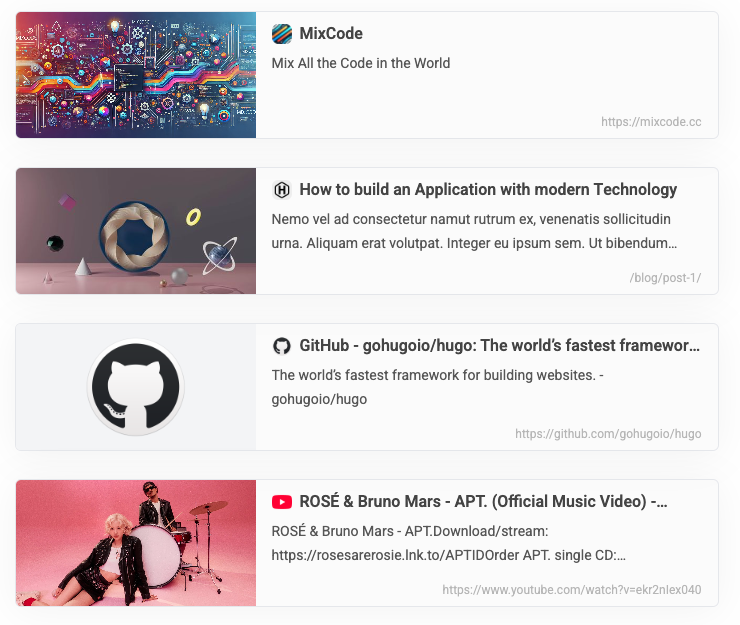 MixCode
Mix All the Code in the World
https://mixcode.cc
How to build an Application with modern Technology
Nemo vel ad consectetur namut rutrum ex, venenatis sollicitudin
urna. Aliquam erat volutpat. Integer eu ipsum sem. Ut bibendum…
/blog/post-1/
GitHub - gohugoio/hugo: The world’s fastest framewor…
The world’s fastest framework for building websites. -
gohugoio/hugo
https://github.com/gohugoio/hugo
ROSÉ & Bruno Mars - APT. (Official Music Video) -…
ROSÉ & Bruno Mars - APT.Download/stream:
https://rosesarerosie.lnk.to/APTIDOrder APT. single CD:…
https://www.youtube.com/watch?v=ekr2nIex040